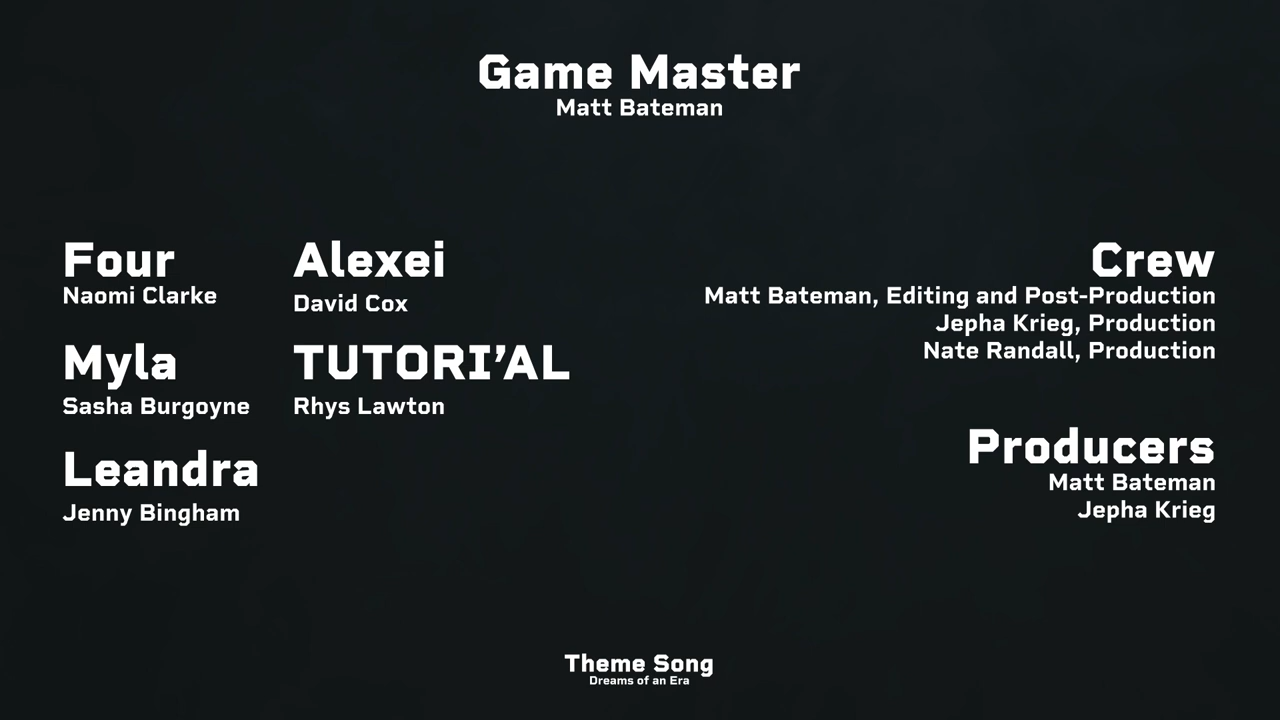 Game Master
Matt Bateman
Four
Naomi Clarke
Myla
Sasha Burgoyne
Leandra
Jenny Bingham
Alexei
David Cox
TUTORI’AL
Rhys Lawton
Crew
Matt Bateman, Editing and Post-Production
Jepha Krieg, Production
Nate Randall, Production
Producers
Matt Bateman
Jepha Krieg
Theme Song
Dreams of an Era